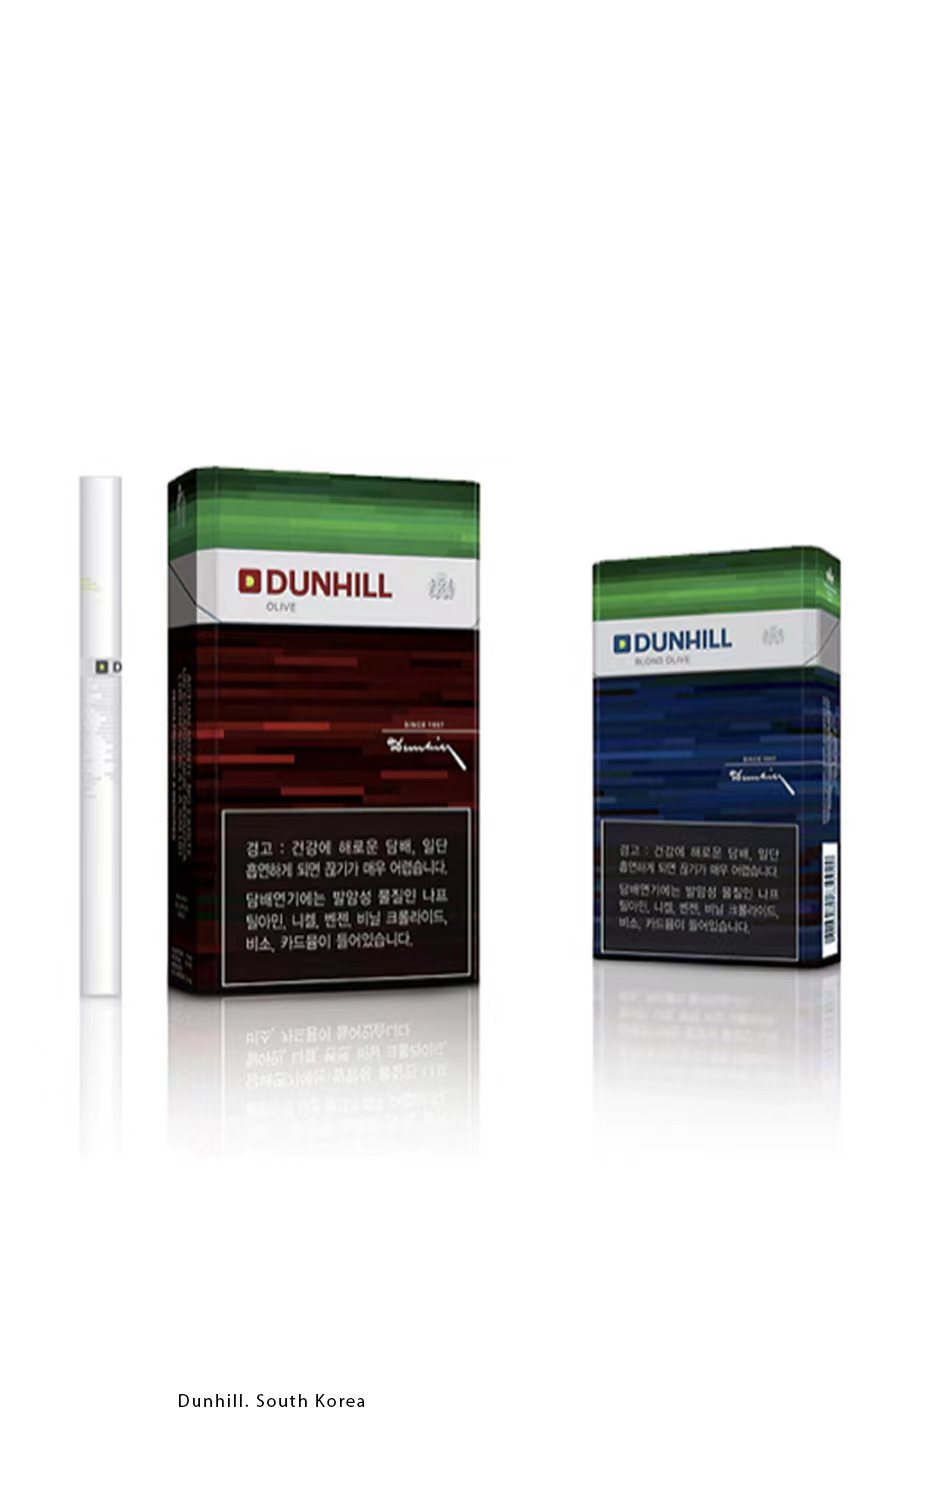 DUNHILL
OLIVE
SINCE 1907
Dunhill
경고 : 건강에 해로운 담배, 일단
흡연하게 되면 끊기가 매우 어렵습니다.
담배연기에는 발암성 물질인 나프
틸아민, 니켈, 벤젠, 비닐 크롤라이드,
비소, 카드뮴이 들어있습니다.
DUNHILL
BLOND OLIVE
SINCE 1907
Dunhill
경고 : 건강에 해로운 담배, 일단
흡연하게 되면 끊기가 매우 어렵습니다.
담배연기에는 발암성 물질인 나프
틸아민, 니켈, 벤젠, 비닐 크롤라이드,
비소, 카드뮴이 들어있습니다.
Dunhill. South Korea